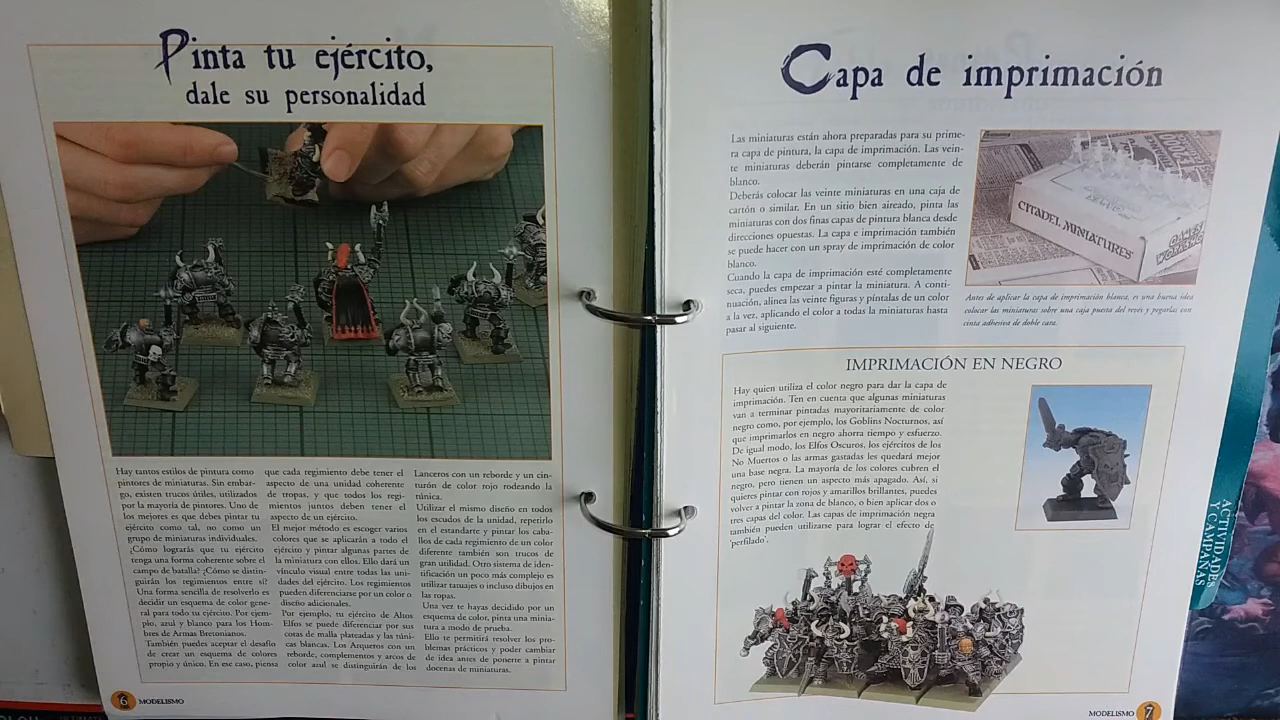 Pinta tu ejército,
dale su personalidad
Hay tantos estilos de pintura como
pintores de miniaturas. Sin embar-
go, existen trucos útiles, utilizados
por la mayoría de pintores. Uno de
los mejores es que debes pintar tu
ejército como tal, no como un
grupo de miniaturas individuales.
¿Cómo lograrás que tu ejército
tenga una forma coherente sobre el
campo de batalla? ¿Cómo se distin-
guirán los regimientos entre sí?
Una forma sencilla de resolverlo es
decidir un esquema de color gene-
ral para todo tu ejército. Por ejem-
plo, azul y blanco para los Hom-
bres de Armas Bretonianos.
También puedes aceptar el desafío
de crear un esquema de colores
propio y único. En ese caso, piensa
que cada regimiento debe tener el
aspecto de una unidad coherente
de tropas, y que todos los regi-
mientos juntos deben tener el
aspecto de un ejército.
El mejor método es escoger varios
colores que se aplicarán a todo el
ejército y pintar algunas partes de
la miniatura con ellos. Ello dará un
vínculo visual entre todas las uni-
dades del ejército. Los regimientos
pueden diferenciarse por un color o
diseño adicionales.
Por ejemplo, tu ejército de Altos
Elfos se puede diferenciar por sus
cotas de malla plateadas y las túni-
cas blancas. Los Arqueros con un
reborde, complementos y arcos de
color azul se distinguirán de los
Lanceros con un reborde y un cin-
turón de color rojo rodeando la
túnica.
Utilizar el mismo diseño en todos
los escudos de la unidad, repetirlo
en el estandarte y pintar los caba-
llos de cada regimiento de un color
diferente también son trucos de
gran utilidad. Otro sistema de iden-
tificación un poco más complejo es
utilizar tatuajes o incluso dibujos en
las ropas.
Una vez te hayas decidido por un
esquema de color, pinta una minia-
tura a modo de prueba.
Ello te permitirá resolver los pro-
blemas prácticos y poder cambiar
de idea antes de ponerte a pintar
docenas de miniaturas.
6 MODELISMO
Capa de imprimación
Las miniaturas están ahora preparadas para su prime-
ra capa de pintura, la capa de imprimación. Las vein-
te miniaturas deberán pintarse completamente de
blanco.
Deberás colocar las veinte miniaturas en una caja de
cartón o similar. En un sitio bien aireado, pinta las
miniaturas con dos finas capas de pintura blanca desde
direcciones opuestas. La capa e imprimación también
se puede hacer con un spray de imprimación de color
blanco.
Cuando la capa de imprimación esté completamente
seca, puedes empezar a pintar la miniatura. A conti-
nuación, alinea las veinte figuras y píntalas de un color
a la vez, aplicando el color a todas la miniaturas hasta
pasar al siguiente.
CITADEL MINIATURES
GAMES
WORKSHOP
Antes de aplicar la capa de imprimación blanca, es una buena idea
colocar las miniaturas sobre una caja puesta del revés y pegarlas con
cinta adhesiva de doble cara.
IMPRIMACIÓN EN NEGRO
Hay quien utiliza el color negro para dar la capa de
imprimación. Ten en cuenta que algunas miniaturas
van a terminar pintadas mayoritariamente de color
negro como, por ejemplo, los Goblins Nocturnos, así
que imprimarlos en negro ahorra tiempo y esfuerzo.
De igual modo, los Elfos Oscuros, los ejércitos de los
No Muertos o las armas gastadas les quedará mejor
una base negra. La mayoría de los colores cubren el
negro, pero tienen un aspecto más apagado. Así, si
quieres pintar con rojos y amarillos brillantes, puedes
volver a pintar la zona de blanco, o bien aplicar dos o
tres capas del color. Las capas de imprimación negra
también pueden utilizarse para lograr el efecto de
'perfilado'.
MODELISMO 7
ACTIVIDADES
Y CAMPAÑAS